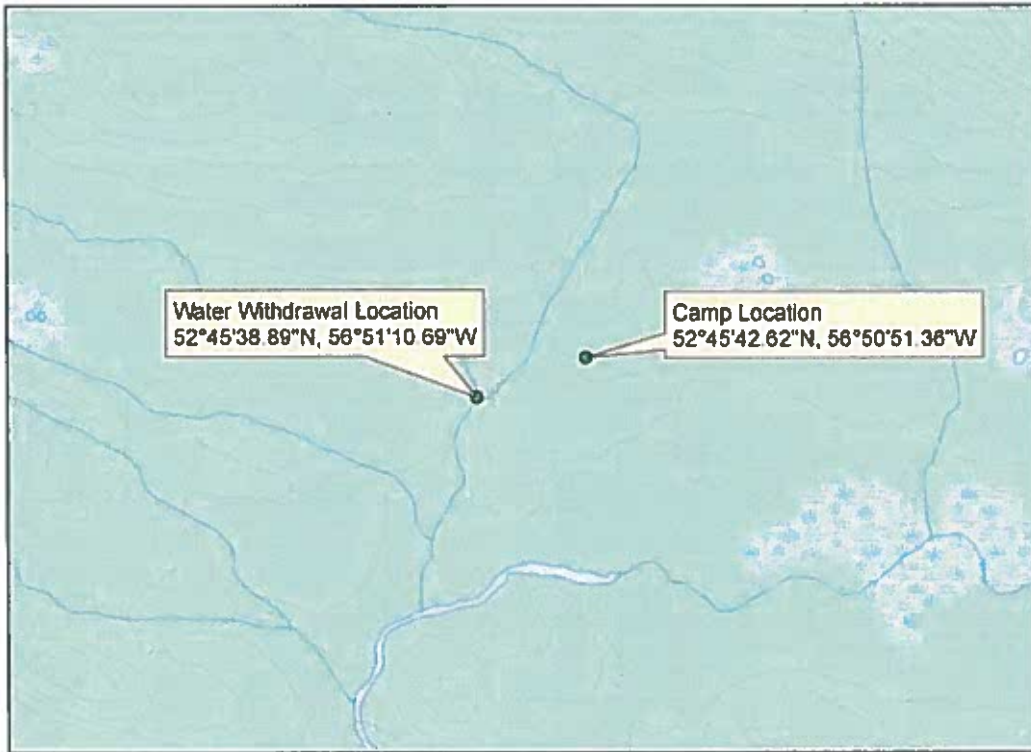 Water Withdrawal Location
52°45'38.89"N, 56°51'10.69"W
Camp Location
52°45'42.62"N, 56°50'51.36"W